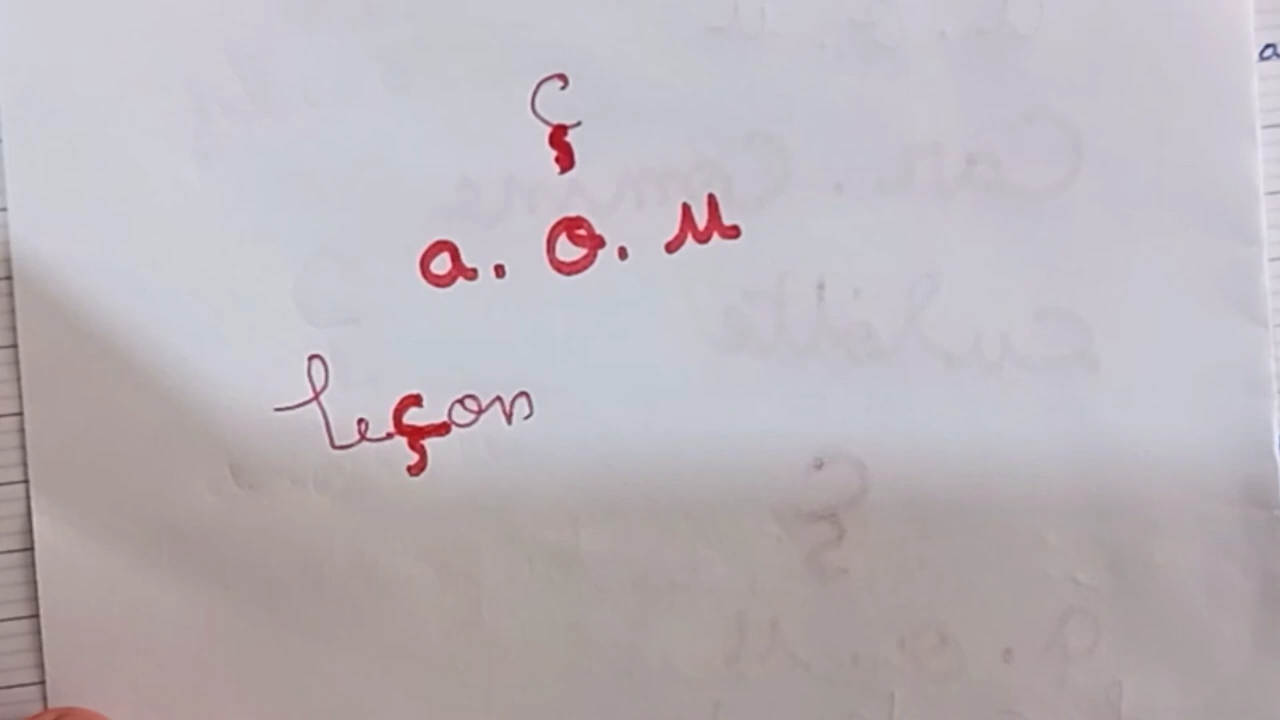 ç
a. o. u
leçon